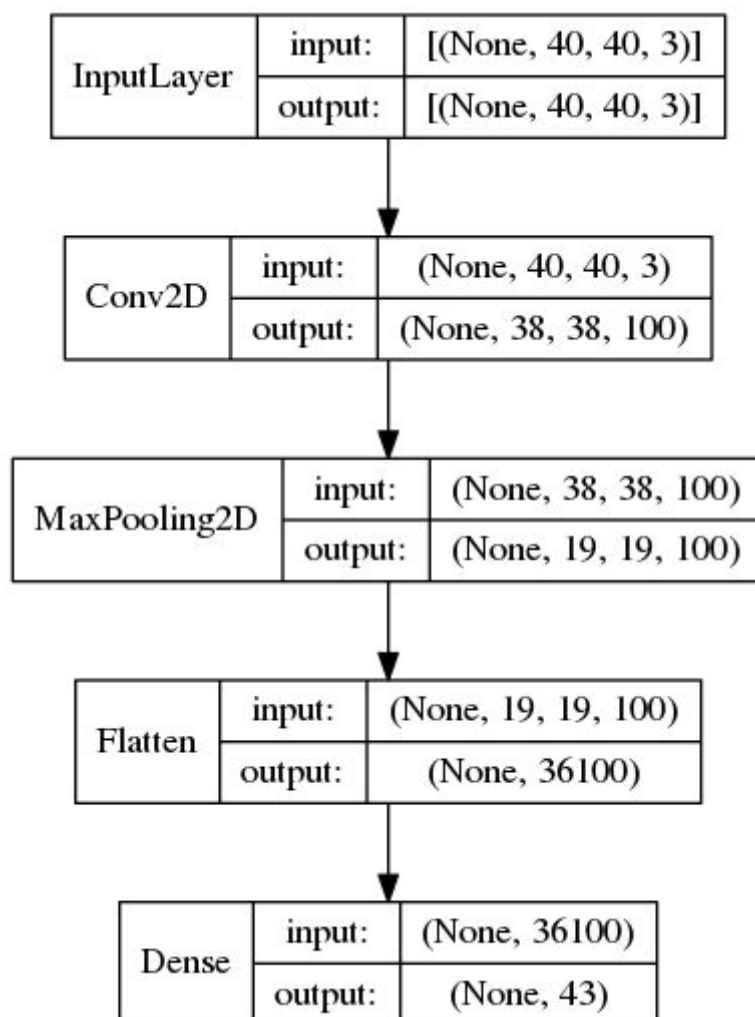 InputLayer
input: [(None, 40, 40, 3)]
output: [(None, 40, 40, 3)]
Conv2D
input: (None, 40, 40, 3)
output: (None, 38, 38, 100)
MaxPooling2D
input: (None, 38, 38, 100)
output: (None, 19, 19, 100)
Flatten
input: (None, 19, 19, 100)
output: (None, 36100)
Dense
input: (None, 36100)
output: (None, 43)